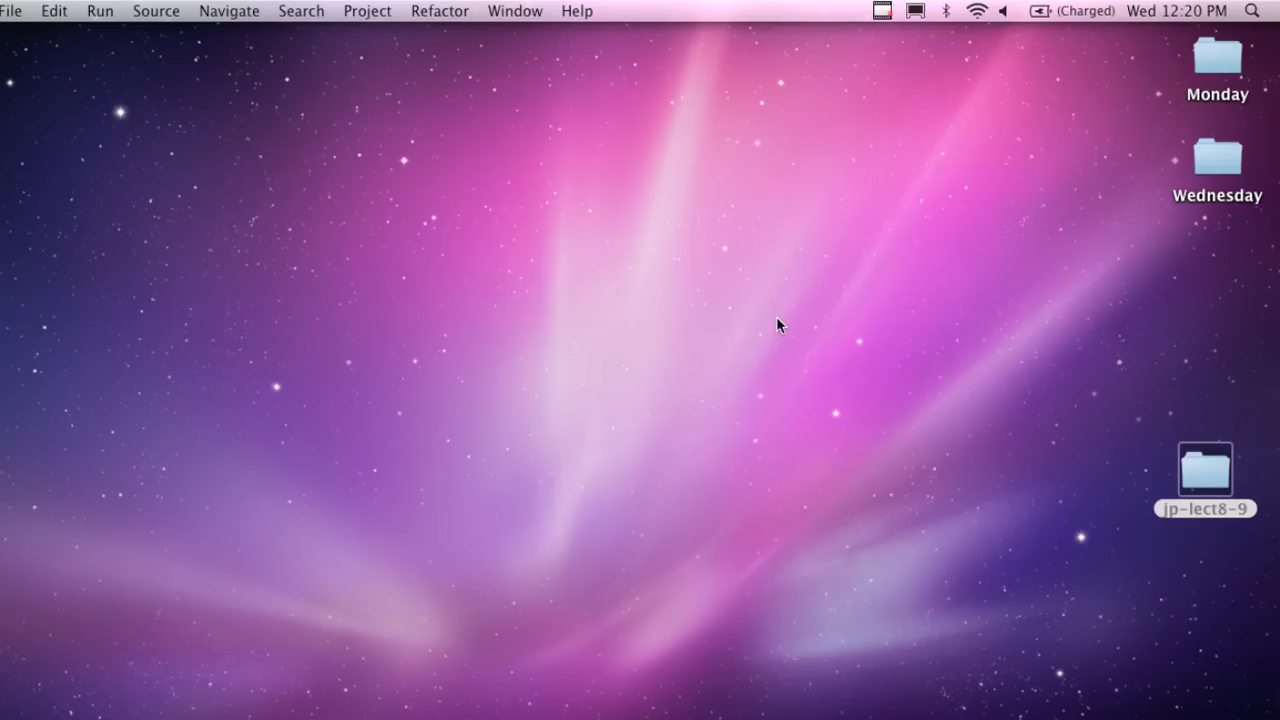 File Edit Run Source Navigate Search Project Refactor Window Help (Charged) Wed 12:20 PM
Monday
Wednesday
jp-lect8-9